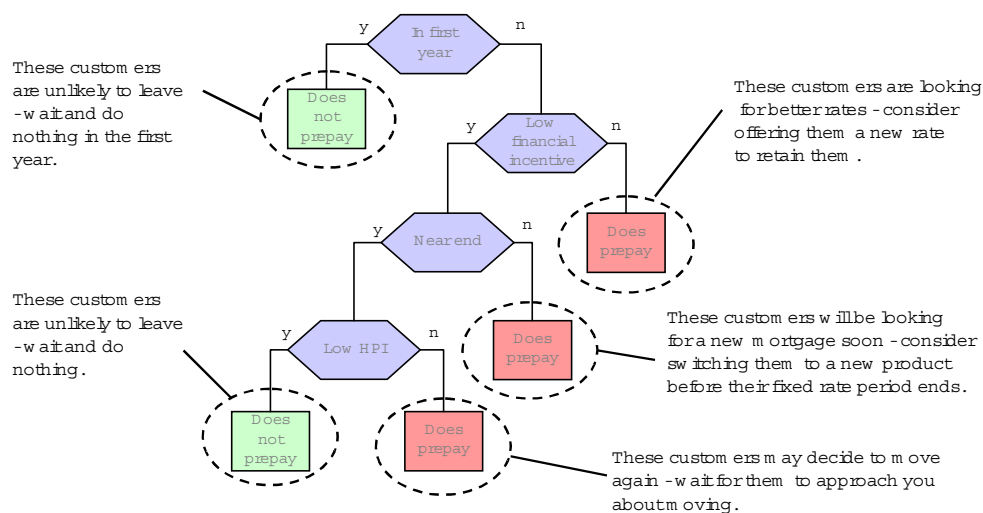 y
In first
year
n
These customers
are unlikely to leave
- wait and do
nothing in the first
year.
Does
not
prepay
These customers are looking
for better rates - consider
offering them a new rate
to retain them.
y
Low
financial
incentive
n
y
Near end
n
Does
prepay
These customers
are unlikely to leave
- wait and do
nothing.
y
Low HPI
n
Does
prepay
These customers will be looking
for a new mortgage soon - consider
switching them to a new product
before their fixed rate period ends.
Does
not
prepay
Does
prepay
These customers may decide to move
again - wait for them to approach you
about moving.